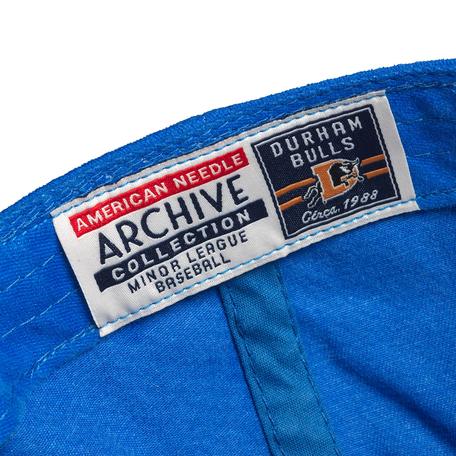 AMERICAN NEEDLE
ARCHIVE
COLLECTION
MINOR LEAGUE
BASEBALL
DURHAM
BULLS
D
Circa. 1988